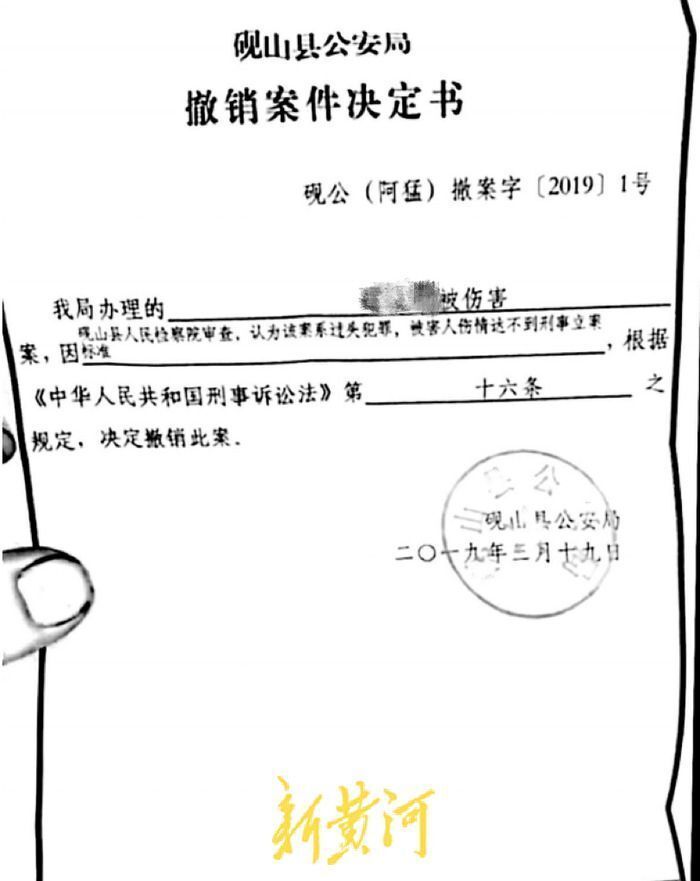 砚山县公安局
撤销案件决定书
砚公（阿猛）撤案字〔2019〕1号
我局办理的 被伤害
案，因砚山县人民检察院审查，认为该案系过失犯罪，被害人伤情达不到刑事立案标准，根据
《中华人民共和国刑事诉讼法》第 十六条 之
规定，决定撤销此案．
砚山县公安局
二〇一九年三月十九日
新黄河